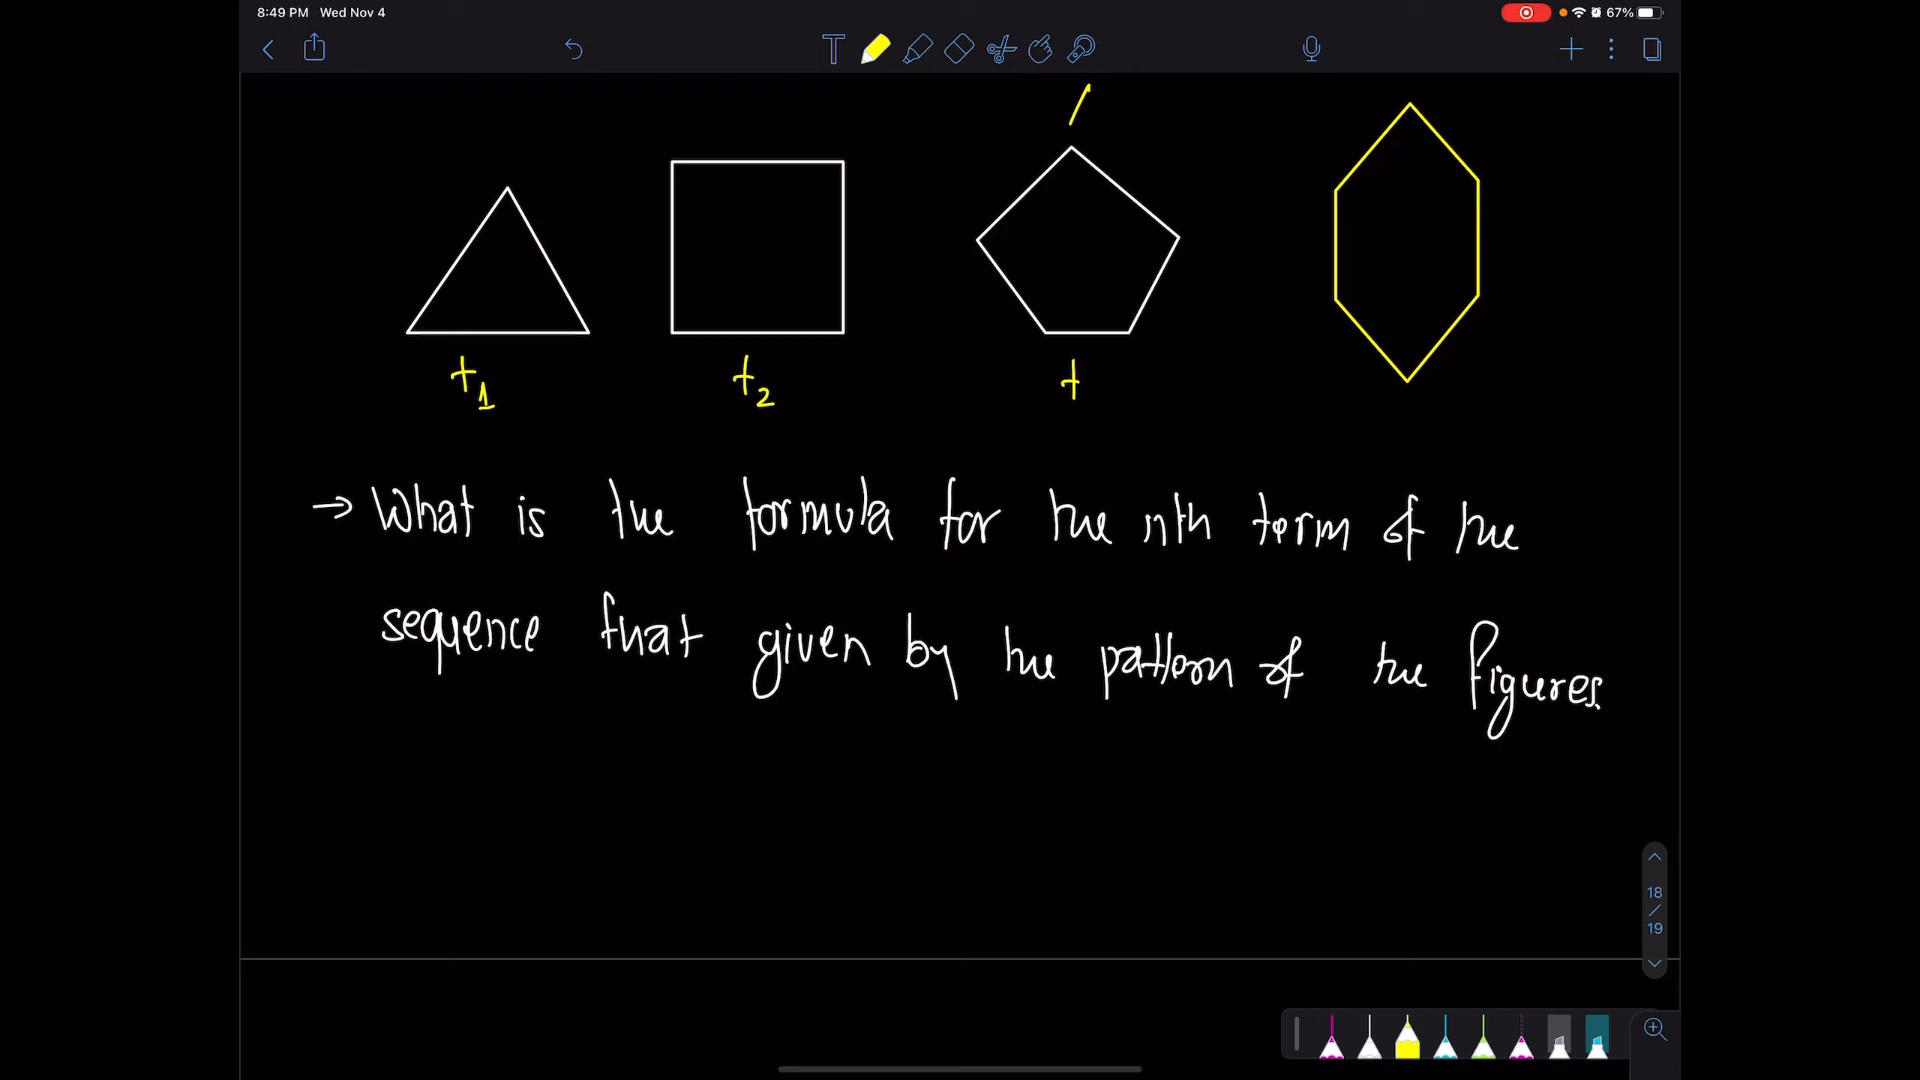 8:49 PM Wed Nov 4 67%
T
t1 t2 t
→ What is the formula for the nth term of the
sequence that given by the pattern of the figures.
18
/
19